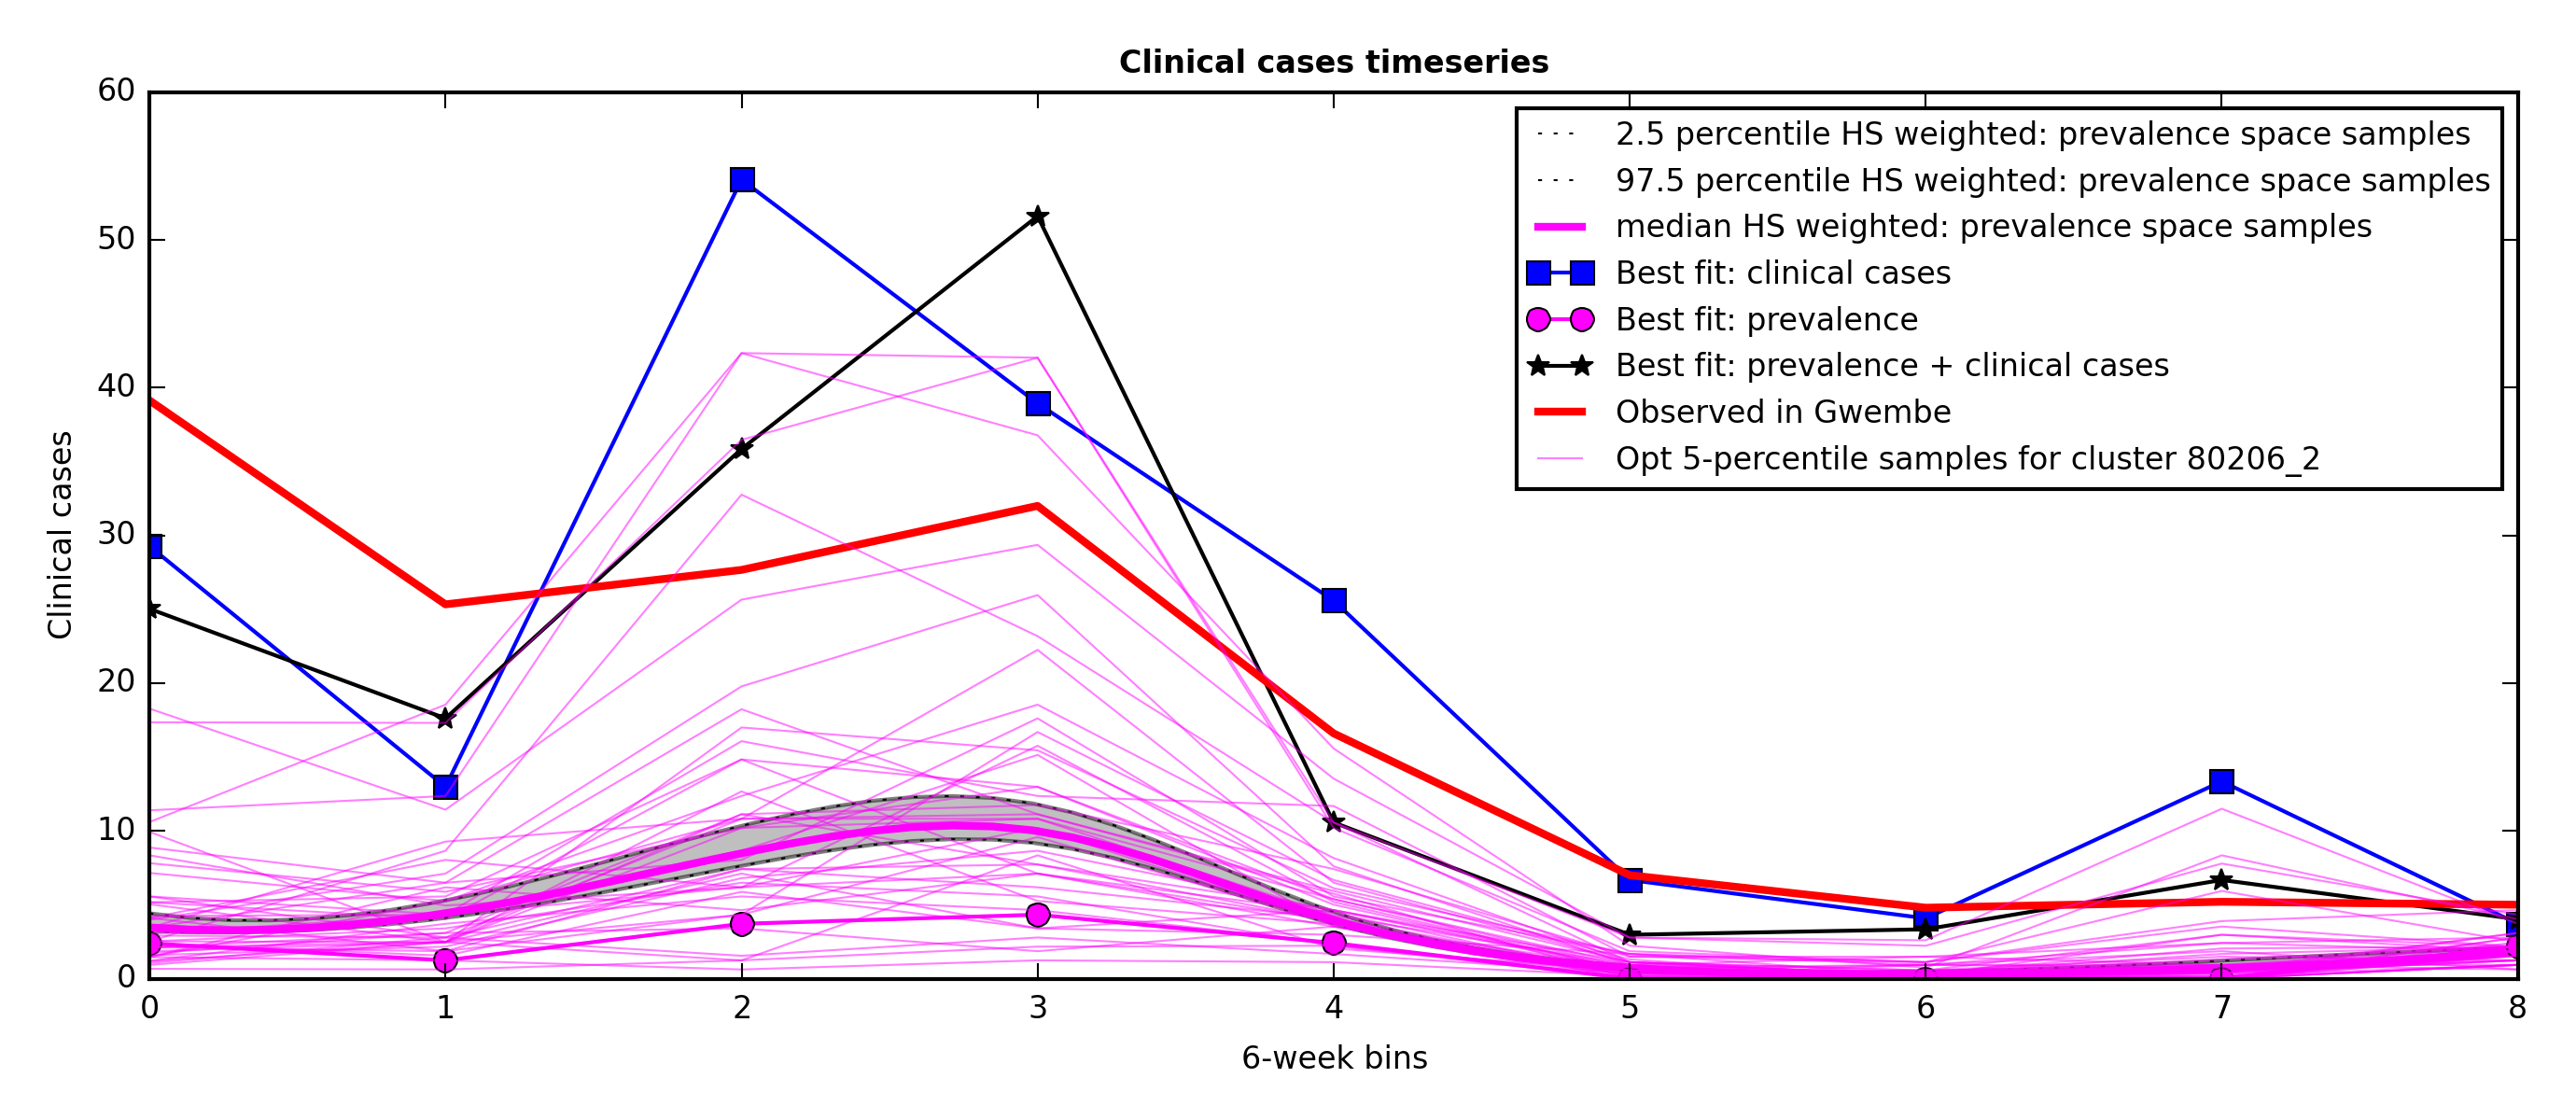 Clinical cases timeseries
60
50
40
30
20
10
0
Clinical cases
2.5 percentile HS weighted: prevalence space samples
97.5 percentile HS weighted: prevalence space samples
median HS weighted: prevalence space samples
Best fit: clinical cases
Best fit: prevalence
Best fit: prevalence + clinical cases
Observed in Gwembe
Opt 5-percentile samples for cluster 80206_2
0 1 2 3 4 5 6 7 8
6-week bins